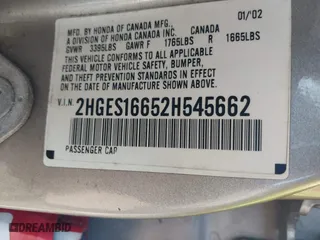 MFD. BY HONDA OF CANADA MFG., CANADA 01/02
A DIVISION OF HONDA CANADA INC.
GVWR 3395LBS GAWR F 1765LBS R 1665LBS
THIS VEHICLE CONFORMS TO ALL APPLICABLE
FEDERAL MOTOR VEHICLE SAFETY, BUMPER,
AND THEFT PREVENTION STANDARDS IN EFFECT
ON THE DATE OF MANUFACTURE SHOWN ABOVE.
V.I.N. 2HGES16652H545662
PASSENGER CAR
DREAMBID